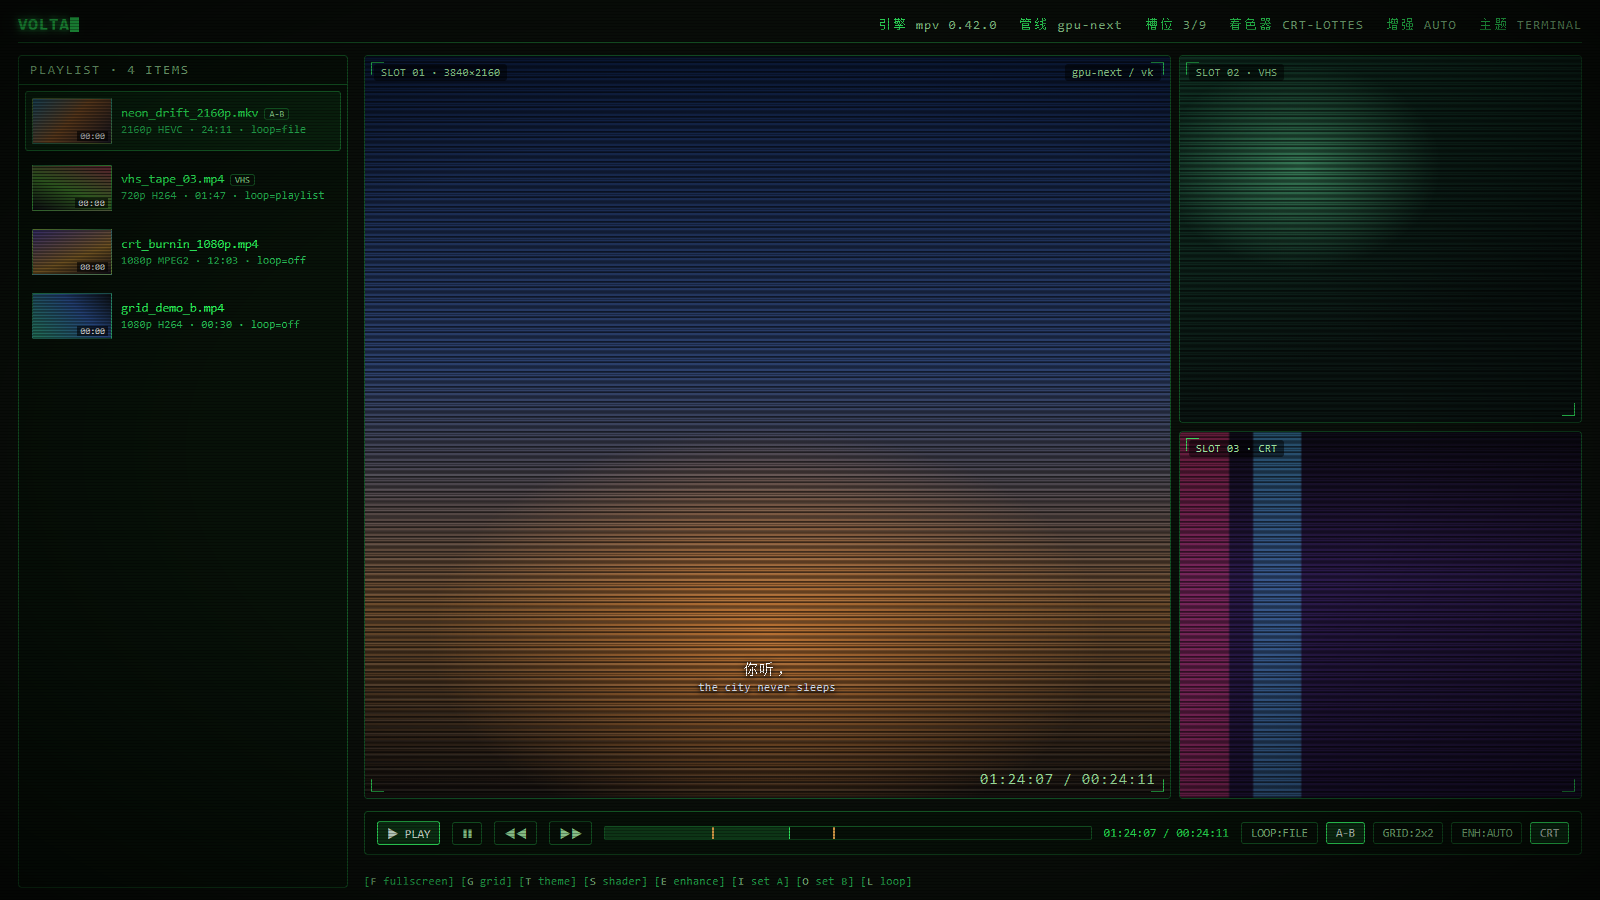 VOLTA
引擎 mpv 0.42.0 管线 gpu-next 槽位 3/9 着色器 CRT-LOTTES 增强 AUTO 主题 TERMINAL
PLAYLIST · 4 ITEMS
00:00
neon_drift_2160p.mkv A-B
2160p HEVC · 24:11 · loop=file
00:00
vhs_tape_03.mp4 VHS
720p H264 · 01:47 · loop=playlist
00:00
crt_burnin_1080p.mp4
1080p MPEG2 · 12:03 · loop=off
00:00
grid_demo_b.mp4
1080p H264 · 00:30 · loop=off
SLOT 01 · 3840×2160
gpu-next / vk
你听，
the city never sleeps
01:24:07 / 00:24:11
SLOT 02 · VHS
SLOT 03 · CRT
PLAY
01:24:07 / 00:24:11 LOOP:FILE A-B GRID:2x2 ENH:AUTO CRT
[F fullscreen] [G grid] [T theme] [S shader] [E enhance] [I set A] [O set B] [L loop]